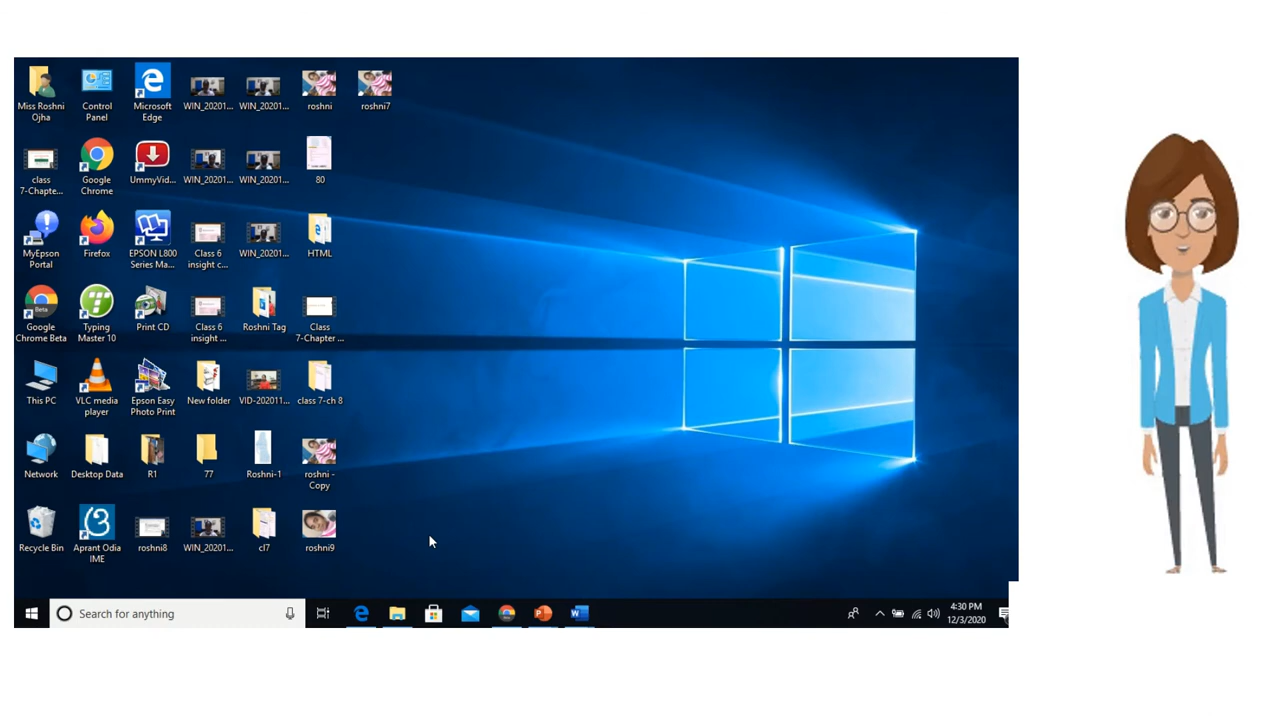 Miss Roshni
Ojha
Control
Panel
Microsoft
Edge
WIN_20201...
WIN_20201...
roshni
roshni7
class
7-Chapte...
Google
Chrome
UmmyVid...
WIN_20201...
WIN_20201...
80
MyEpson
Portal
Firefox
EPSON L800
Series Ma...
Class 6
insight c...
WIN_20201...
HTML
Beta
Google
Chrome Beta
Typing
Master 10
Print CD
Class 6
insight ...
Roshni Tag
Class
7-Chapter ...
This PC
VLC media
player
Epson Easy
Photo Print
New folder
VID-202011...
class 7-ch 8
Network
Desktop Data
R1
77
Roshni-1
roshni -
Copy
Recycle Bin
Aprant Odia
IME
roshni8
WIN_20201...
cl7
roshni9
Search for anything
4:30 PM
12/3/2020